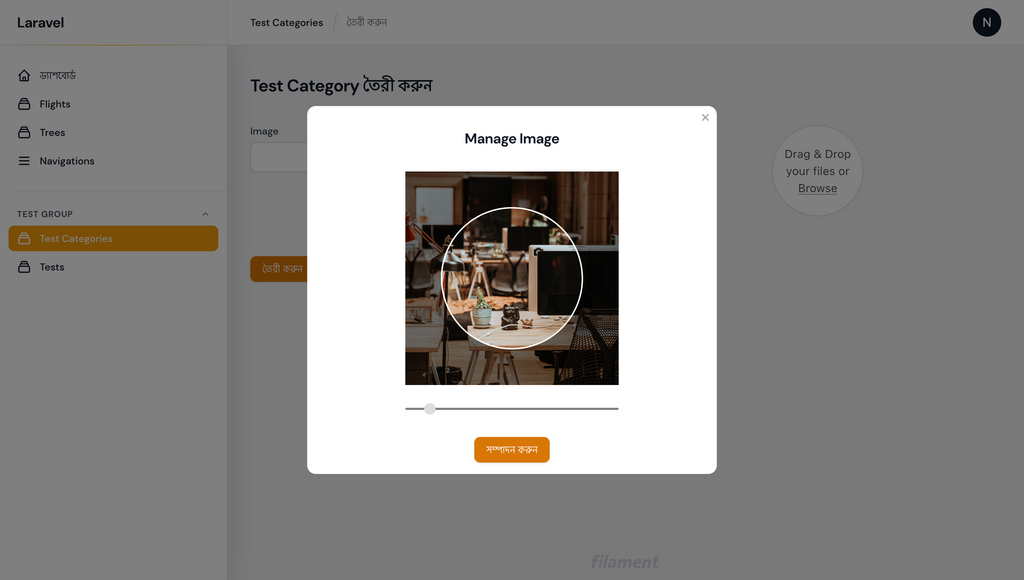 Laravel
Test Categories / তৈরী করুন
N
ড্যাশবোর্ড
Flights
Trees
Navigations
TEST GROUP
Test Categories
Tests
Test Category তৈরী করুন
Image
তৈরী করুন
Drag & Drop
your files or
Browse
Manage Image
সম্পাদন করুন
filament